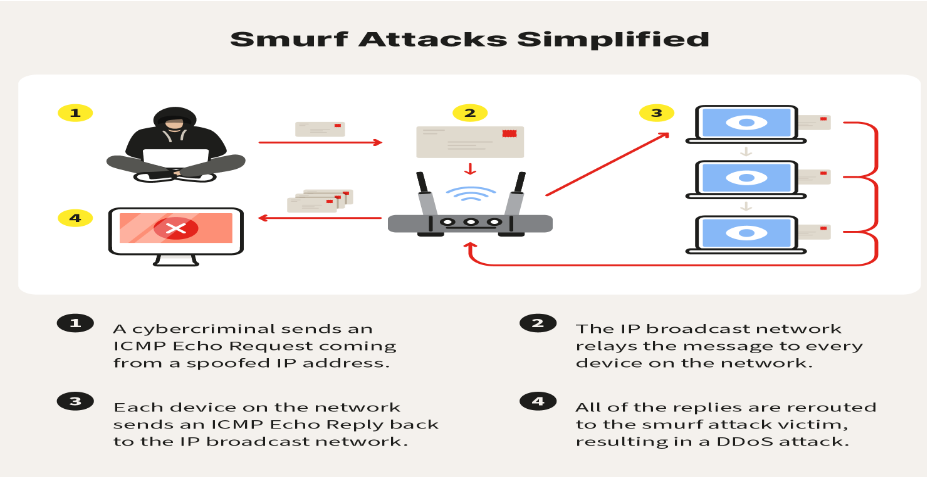 Smurf Attacks Simplified
1
2
3
4
1
A cybercriminal sends an
ICMP Echo Request coming
from a spoofed IP address.
2
The IP broadcast network
relays the message to every
device on the network.
3
Each device on the network
sends an ICMP Echo Reply back
to the IP broadcast network.
4
All of the replies are rerouted
to the smurf attack victim,
resulting in a DDoS attack.